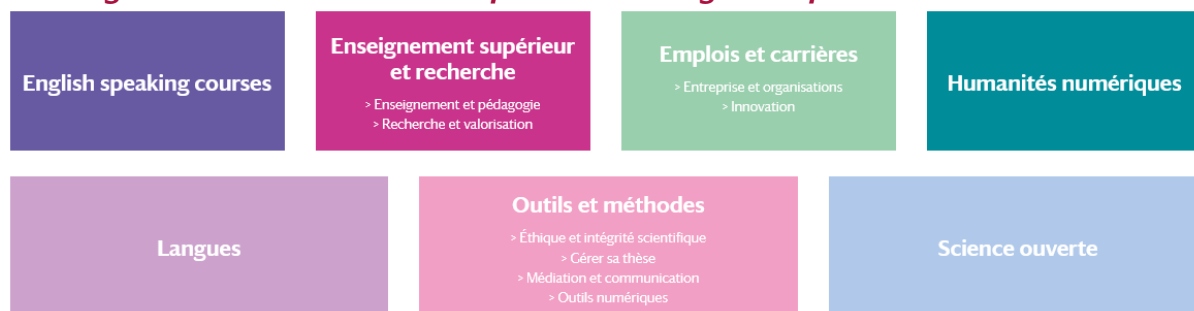 English speaking courses
Enseignement supérieur
et recherche
> Enseignement et pédagogie
> Recherche et valorisation
Emplois et carrières
> Entreprise et organisations
> Innovation
Humanités numériques
Langues
Outils et méthodes
> Éthique et intégrité scientifique
> Gérer sa thèse
> Médiation et communication
> Outils numériques
Science ouverte